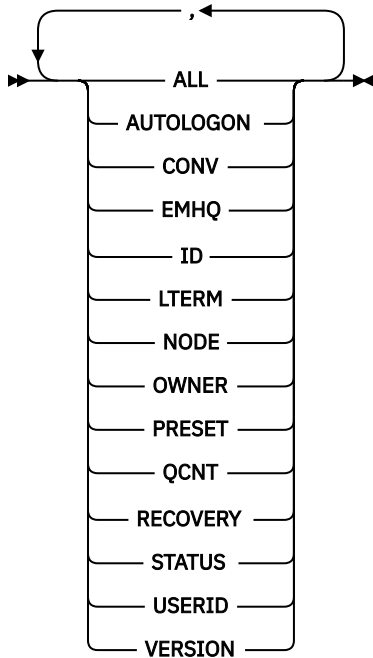 ,
ALL
AUTOLOGON
CONV
EMHQ
ID
LTERM
NODE
OWNER
PRESET
QCNT
RECOVERY
STATUS
USERID
VERSION